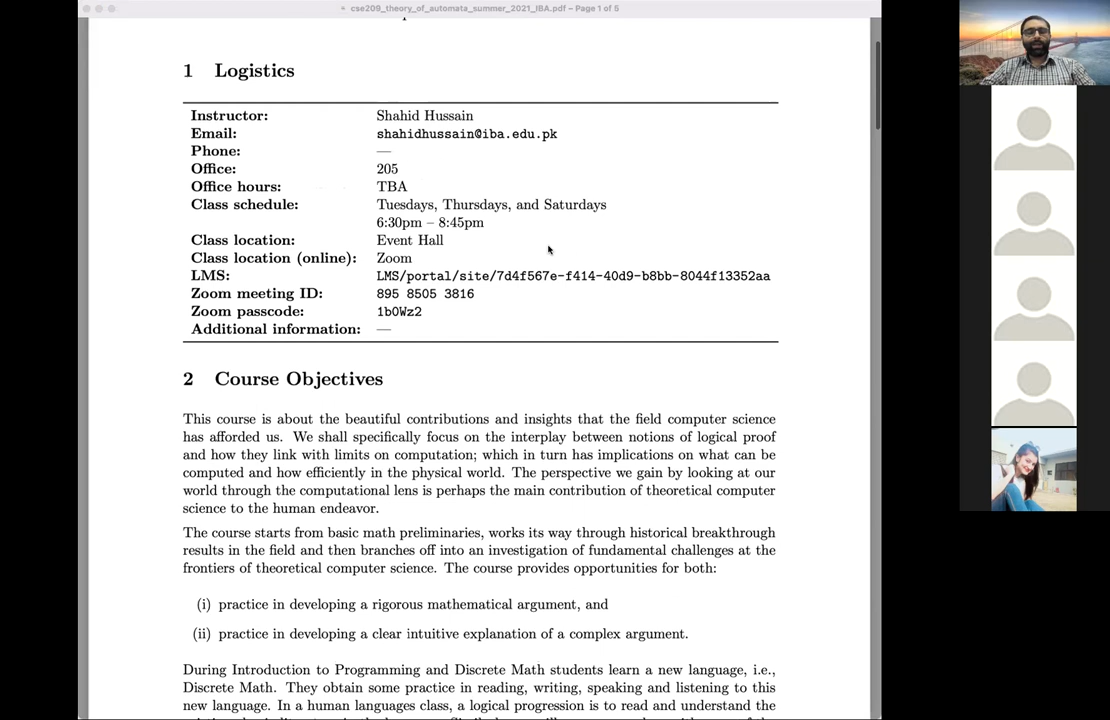 cse209_theory_of_automata_summer_2021_IBA.pdf – Page 1 of 5
1 Logistics
Instructor: Shahid Hussain
Email: shahidhussain@iba.edu.pk
Phone: —
Office: 205
Office hours: TBA
Class schedule: Tuesdays, Thursdays, and Saturdays
6:30pm – 8:45pm
Class location: Event Hall
Class location (online): Zoom
LMS: LMS/portal/site/7d4f567e-f414-40d9-b8bb-8044f13352aa
Zoom meeting ID: 895 8505 3816
Zoom passcode: 1b0Wz2
Additional information: —
2 Course Objectives
This course is about the beautiful contributions and insights that the field computer science
has afforded us. We shall specifically focus on the interplay between notions of logical proof
and how they link with limits on computation; which in turn has implications on what can be
computed and how efficiently in the physical world. The perspective we gain by looking at our
world through the computational lens is perhaps the main contribution of theoretical computer
science to the human endeavor.
The course starts from basic math preliminaries, works its way through historical breakthrough
results in the field and then branches off into an investigation of fundamental challenges at the
frontiers of theoretical computer science. The course provides opportunities for both:
(i) practice in developing a rigorous mathematical argument, and
(ii) practice in developing a clear intuitive explanation of a complex argument.
During Introduction to Programming and Discrete Math students learn a new language, i.e.,
Discrete Math. They obtain some practice in reading, writing, speaking and listening to this
new language. In a human languages class, a logical progression is to read and understand the